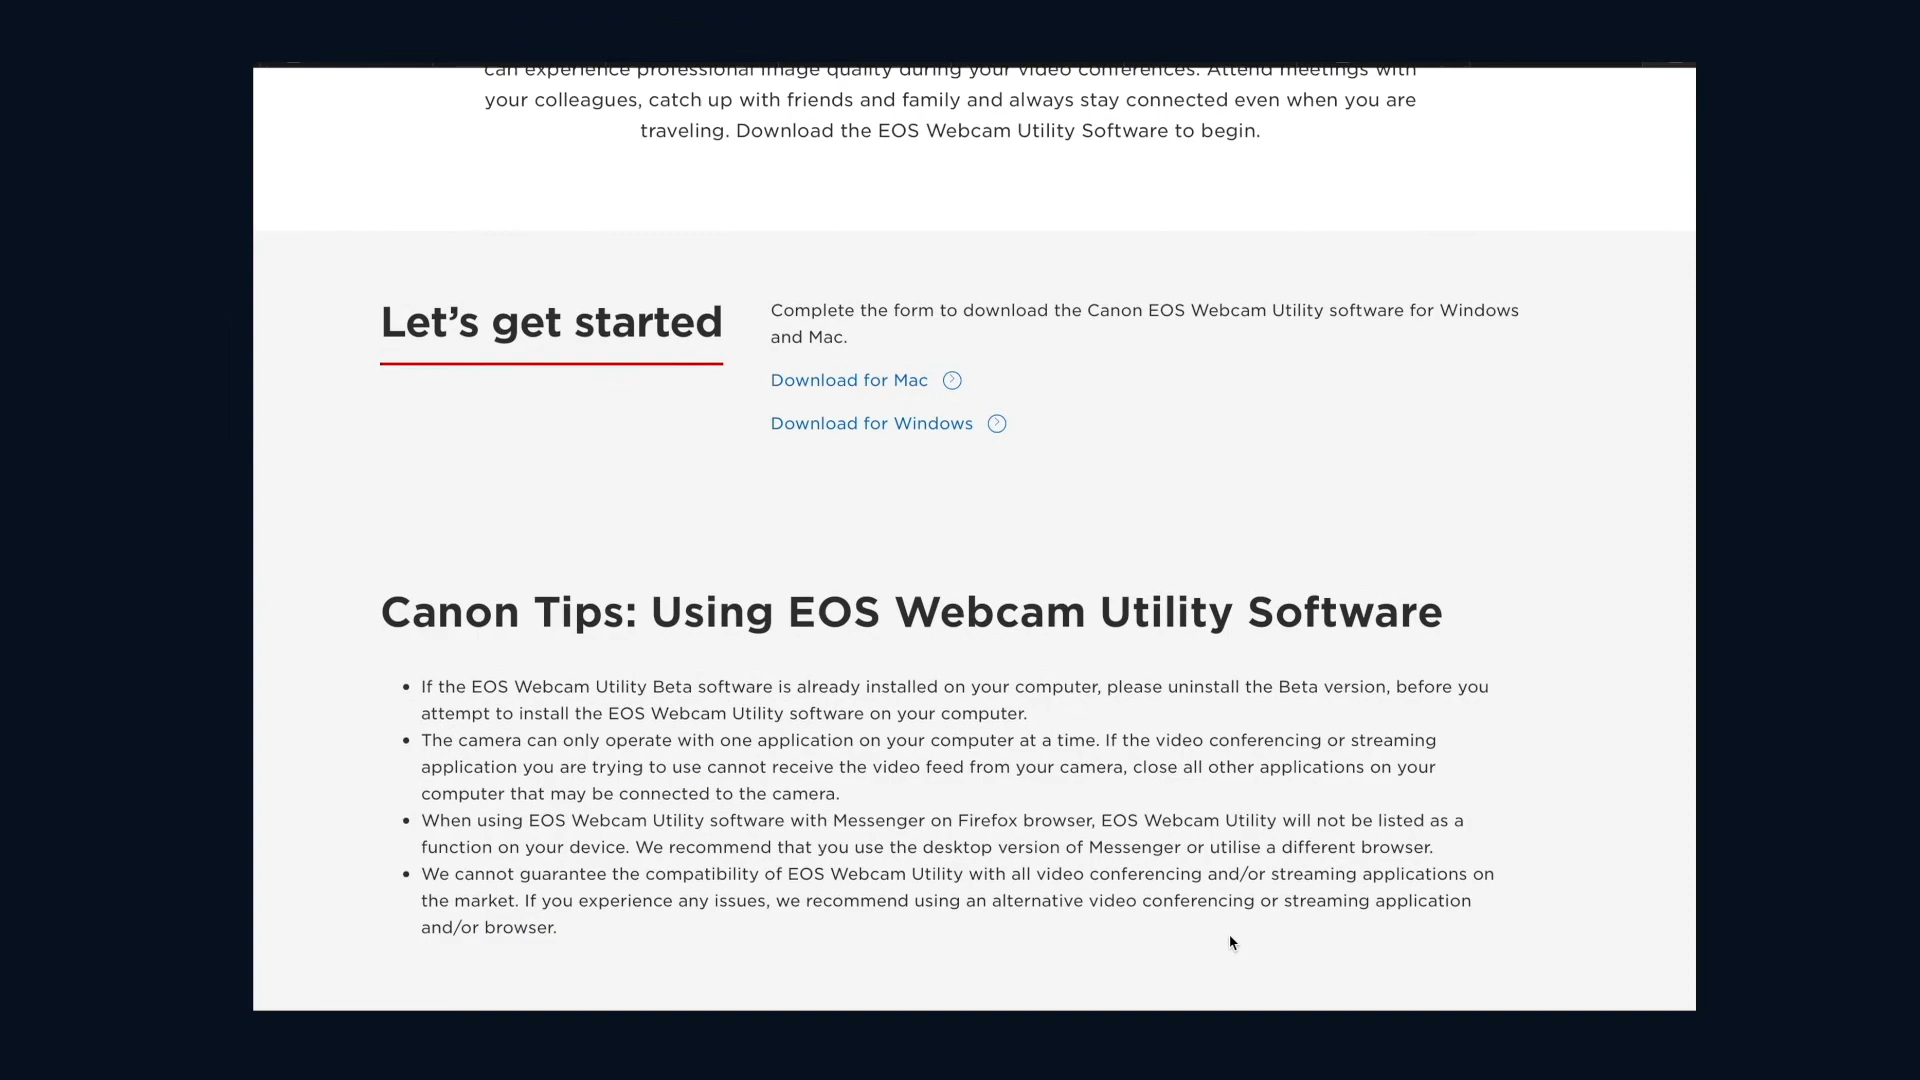 can experience professional image quality during your video conferences. Attend meetings with
your colleagues, catch up with friends and family and always stay connected even when you are
traveling. Download the EOS Webcam Utility Software to begin.
Let’s get started
Complete the form to download the Canon EOS Webcam Utility software for Windows
and Mac.
Download for Mac
Download for Windows
Canon Tips: Using EOS Webcam Utility Software
• If the EOS Webcam Utility Beta software is already installed on your computer, please uninstall the Beta version, before you
attempt to install the EOS Webcam Utility software on your computer.
• The camera can only operate with one application on your computer at a time. If the video conferencing or streaming
application you are trying to use cannot receive the video feed from your camera, close all other applications on your
computer that may be connected to the camera.
• When using EOS Webcam Utility software with Messenger on Firefox browser, EOS Webcam Utility will not be listed as a
function on your device. We recommend that you use the desktop version of Messenger or utilise a different browser.
• We cannot guarantee the compatibility of EOS Webcam Utility with all video conferencing and/or streaming applications on
the market. If you experience any issues, we recommend using an alternative video conferencing or streaming application
and/or browser.